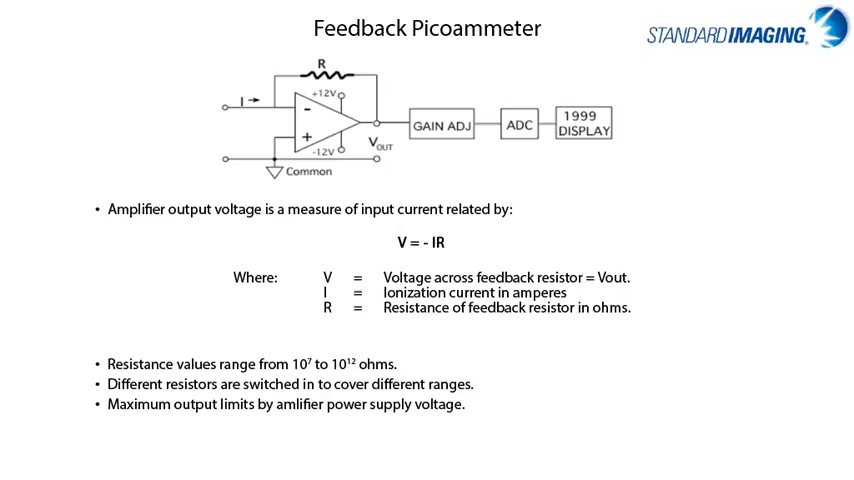 Feedback Picoammeter
STANDARD IMAGING®
R
I
+12V
-
+
-12V
VOUT
Common
GAIN ADJ
ADC
1999
DISPLAY
• Amplifier output voltage is a measure of input current related by:
V = - IR
Where: V = Voltage across feedback resistor = Vout.
I = Ionization current in amperes
R = Resistance of feedback resistor in ohms.
• Resistance values range from 10⁷ to 10¹² ohms.
• Different resistors are switched in to cover different ranges.
• Maximum output limits by amlifier power supply voltage.